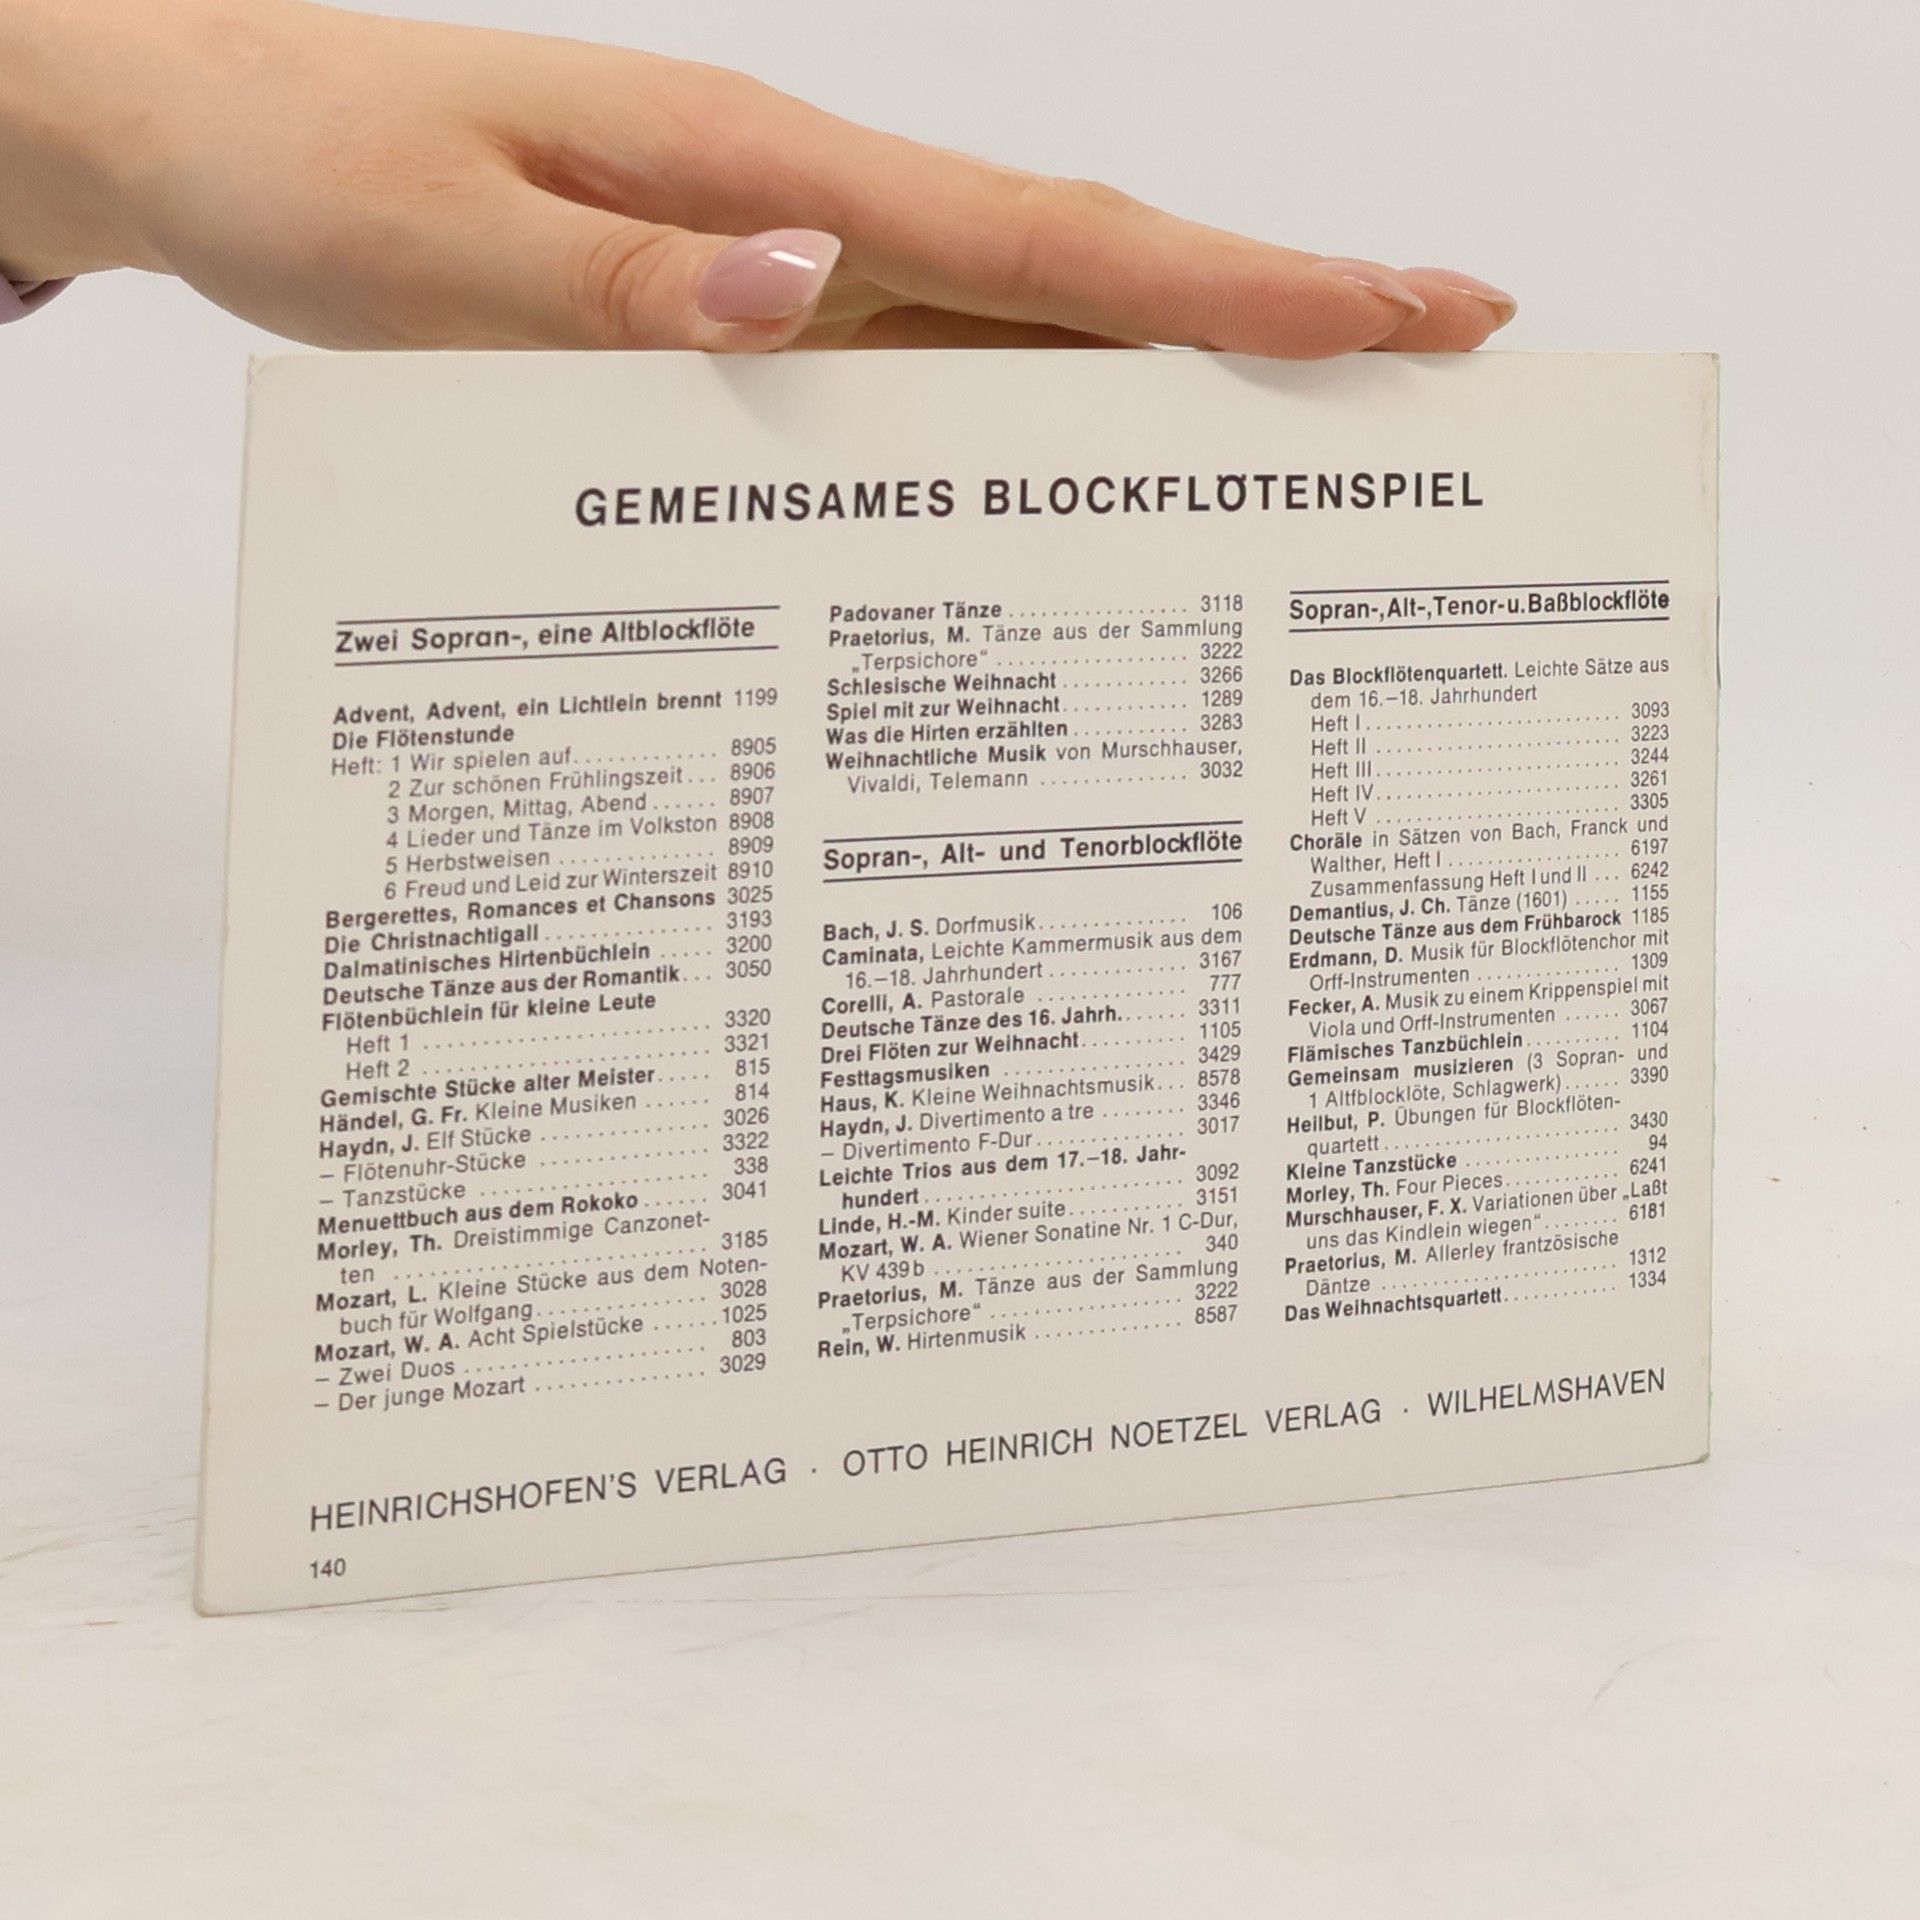 GEMEINSAMES BLOCKFLÖTENSPIEL
Zwei Sopran-, eine Altblockflöte
Advent, Advent, ein Lichtlein brennt 1199
Die Flötenstunde
Heft: 1 Wir spielen auf............. 8905
2 Zur schönen Frühlingszeit... 8906
3 Morgen, Mittag, Abend...... 8907
4 Lieder und Tänze im Volkston 8908
5 Herbstweisen.............. 8909
6 Freud und Leid zur Winterszeit 8910
Bergerettes, Romances et Chansons 3025
Die Christnachtigall............... 3193
Dalmatinisches Hirtenbüchlein..... 3200
Deutsche Tänze aus der Romantik... 3050
Flötenbüchlein für kleine Leute
Heft 1.......................... 3320
Heft 2.......................... 3321
Gemischte Stücke alter Meister..... 815
Händel, G. Fr. Kleine Musiken...... 814
Haydn, J. Elf Stücke............... 3026
– Flötenuhr-Stücke................ 3322
– Tanzstücke..................... 338
Menuettbuch aus dem Rokoko...... 3041
Morley, Th. Dreistimmige Canzonet-
ten............................ 3185
Mozart, L. Kleine Stücke aus dem Noten-
buch für Wolfgang............... 3028
Mozart, W. A. Acht Spielstücke...... 1025
– Zwei Duos...................... 803
– Der junge Mozart............... 3029
Padovaner Tänze................. 3118
Praetorius, M. Tänze aus der Sammlung
„Terpsichore“.................. 3222
Schlesische Weihnacht............ 3266
Spiel mit zur Weihnacht............ 1289
Was die Hirten erzählten........... 3283
Weihnachtliche Musik von Murschhauser,
Vivaldi, Telemann.............. 3032
Sopran-, Alt- und Tenorblockflöte
Bach, J. S. Dorfmusik.............. 106
Caminata, Leichte Kammermusik aus dem
16.–18. Jahrhundert............. 3167
Corelli, A. Pastorale.............. 777
Deutsche Tänze des 16. Jahrh....... 3311
Drei Flöten zur Weihnacht.......... 1105
Festtagsmusiken................. 3429
Haus, K. Kleine Weihnachtsmusik... 8578
Haydn, J. Divertimento a tre........ 3346
– Divertimento F-Dur.............. 3017
Leichte Trios aus dem 17.–18. Jahr-
hundert........................ 3092
Linde, H.-M. Kinder suite........... 3151
Mozart, W. A. Wiener Sonatine Nr. 1 C-Dur,
KV 439b....................... 340
Praetorius, M. Tänze aus der Sammlung
„Terpsichore“.................. 3222
Rein, W. Hirtenmusik.............. 8587
Sopran-,Alt-,Tenor-u.Baßblockflöte
Das Blockflötenquartett. Leichte Sätze aus
dem 16.–18. Jahrhundert
Heft I.......................... 3093
Heft II......................... 3223
Heft III......................... 3244
Heft IV......................... 3261
Heft V......................... 3305
Choräle in Sätzen von Bach, Franck und
Walther, Heft I................. 6197
Zusammenfassung Heft I und II... 6242
Demantius, J. Ch. Tänze (1601)..... 1155
Deutsche Tänze aus dem Frühbarock 1185
Erdmann, D. Musik für Blockflötenchor mit
Orff-Instrumenten.............. 1309
Fecker, A. Musik zu einem Krippenspiel mit
Viola und Orff-Instrumenten...... 3067
Flämisches Tanzbüchlein.......... 1104
Gemeinsam musizieren (3 Sopran- und
1 Altfblocklöte, Schlagwerk)...... 3390
Heilbut, P. Übungen für Blockflöten-
quartett........................ 3430
Kleine Tanzstücke................ 94
Morley, Th. Four Pieces............ 6241
Murschhauser, F. X. Variationen über „Laßt
uns das Kindlein wiegen“........ 6181
Praetorius, M. Allerley frantzösische
Däntze........................ 1312
Das Weihnachtsquartett............ 1334
HEINRICHSHOFEN'S VERLAG · OTTO HEINRICH NOETZEL VERLAG · WILHELMSHAVEN
140